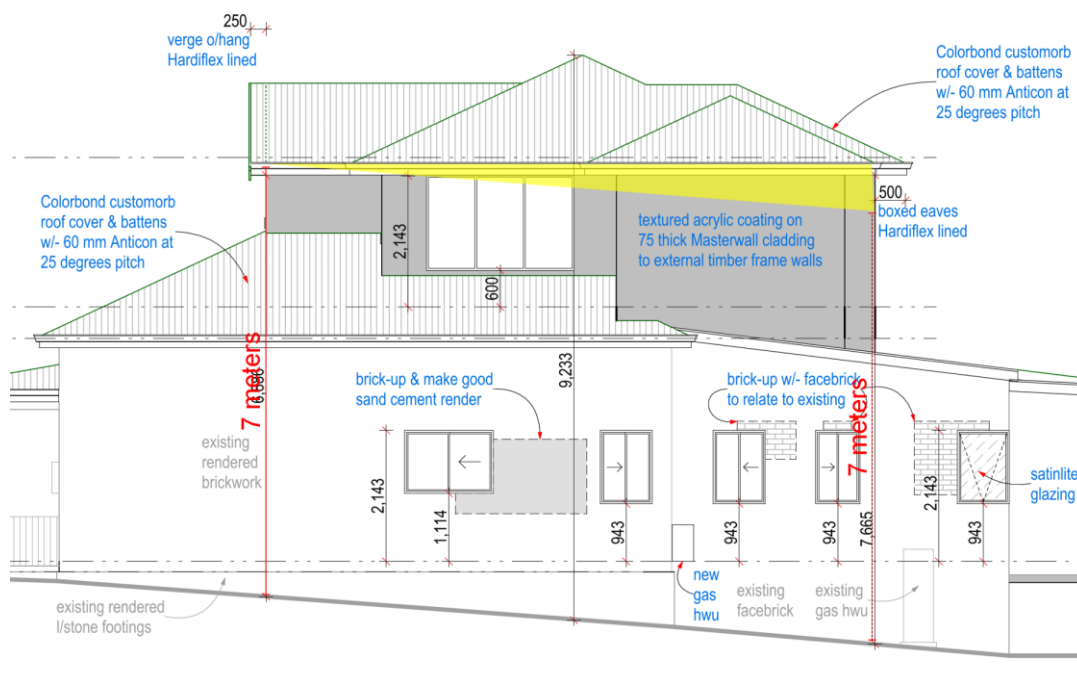 250
verge o/hang
Hardiflex lined
Colorbond customorb
roof cover & battens
w/- 60 mm Anticon at
25 degrees pitch
Colorbond customorb
roof cover & battens
w/- 60 mm Anticon at
25 degrees pitch
2,143
600
textured acrylic coating on
75 thick Masterwall cladding
to external timber frame walls
500
boxed eaves
Hardiflex lined
7 meters
9,233
brick-up & make good
sand cement render
brick-up w/- facebrick
to relate to existing
7 meters
existing
rendered
brickwork
2,143
1,114
943
943
943
7,665
2,143
943
satinlite
glazing
existing rendered
l/stone footings
new
gas
hwu
existing
facebrick
existing
gas hwu